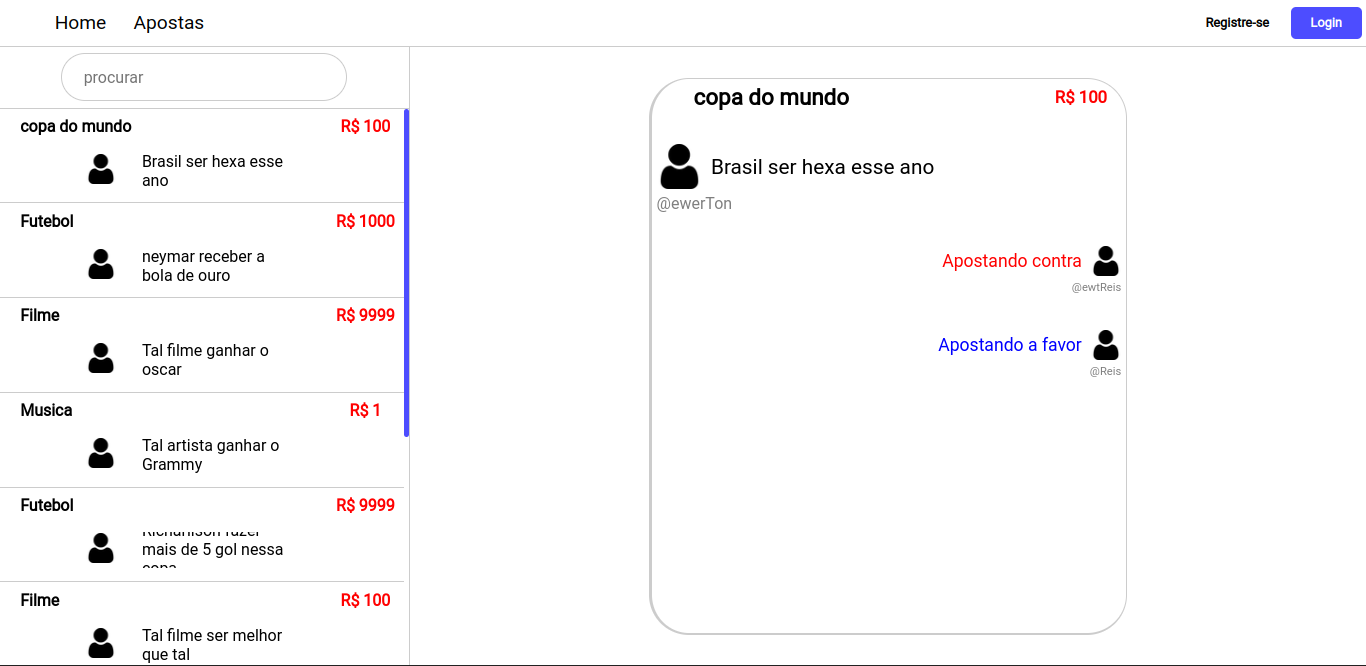 Home Apostas Registre-se Login
procurar
copa do mundo R$ 100
Brasil ser hexa esse
ano
Futebol R$ 1000
neymar receber a
bola de ouro
Filme R$ 9999
Tal filme ganhar o
oscar
Musica R$ 1
Tal artista ganhar o
Grammy
Futebol R$ 9999
Richarlison fazer
mais de 5 gol nessa
copa
Filme R$ 100
Tal filme ser melhor
que tal
copa do mundo R$ 100
Brasil ser hexa esse ano
@ewerTon
Apostando contra
@ewtReis
Apostando a favor
@Reis